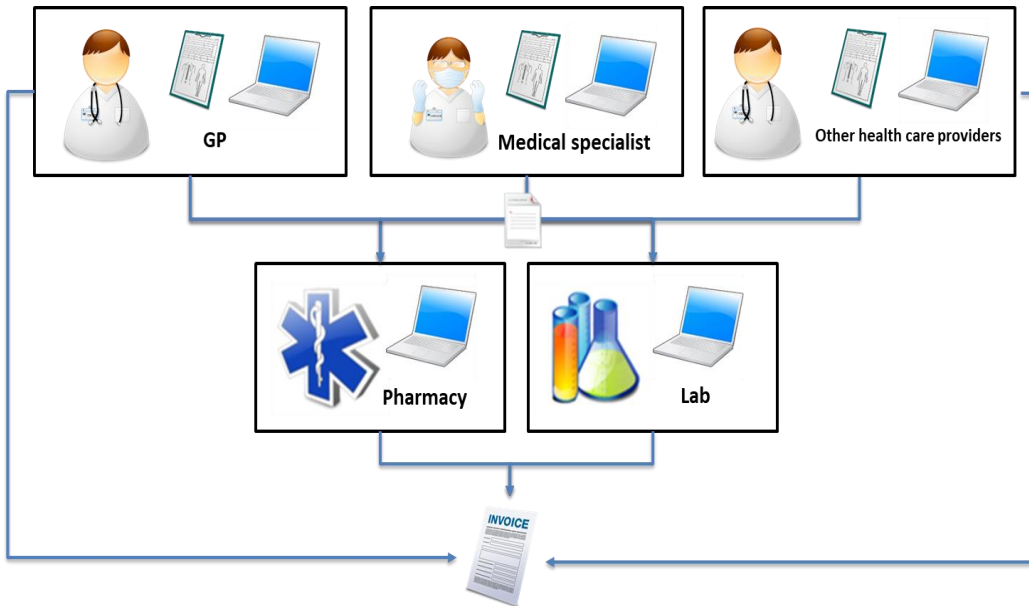 GP
Medical specialist
Other health care providers
Pharmacy
Lab
INVOICE